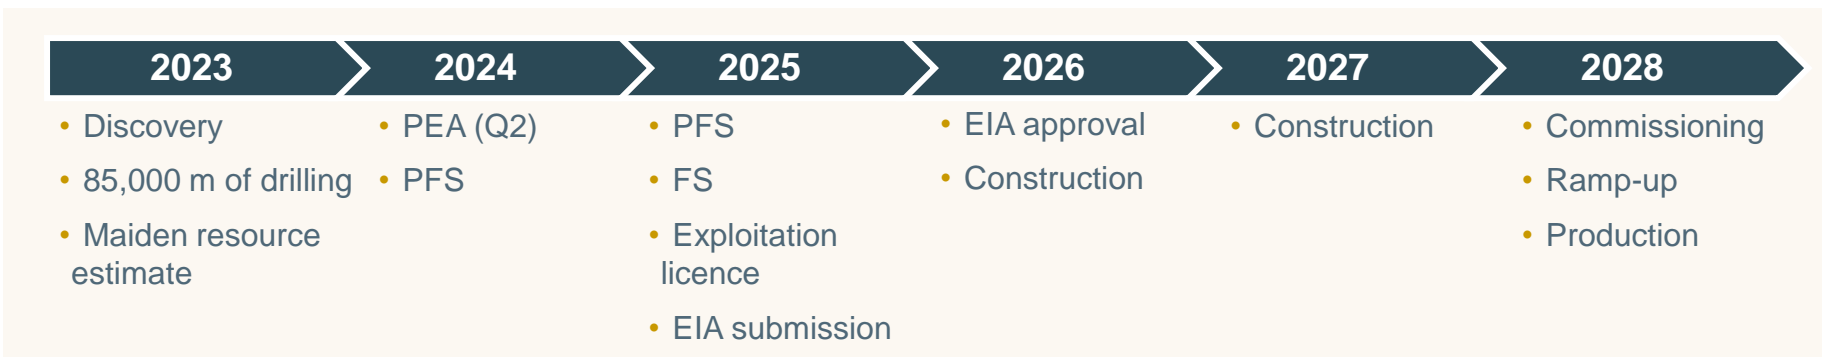 2023
• Discovery
• 85,000 m of drilling
• Maiden resource
estimate
2024
• PEA (Q2)
• PFS
2025
• PFS
• FS
• Exploitation
licence
• EIA submission
2026
• EIA approval
• Construction
2027
• Construction
2028
• Commissioning
• Ramp-up
• Production